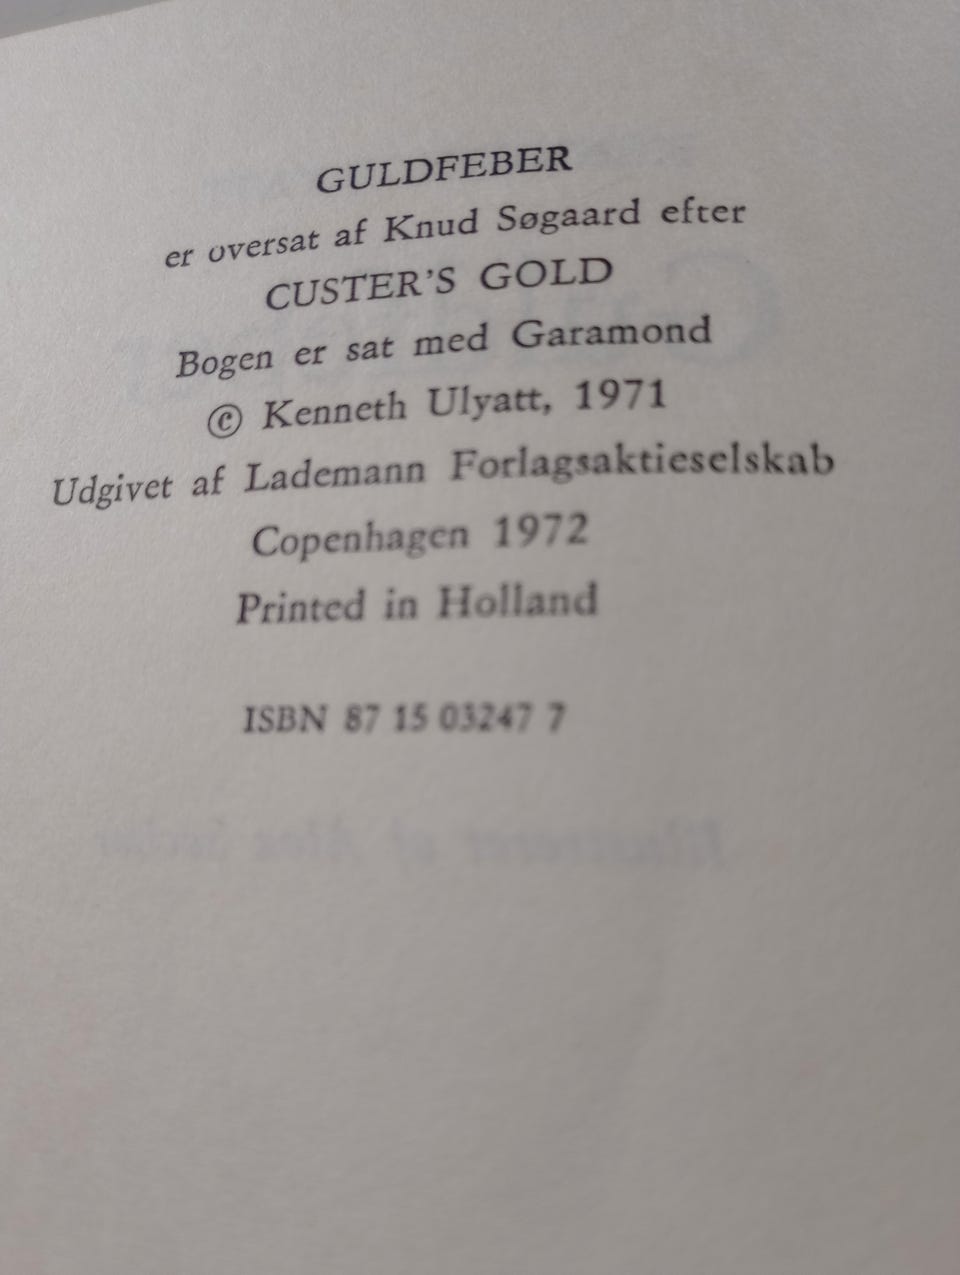 GULDFEBER
er oversat af Knud Søgaard efter
CUSTER'S GOLD
Bogen er sat med Garamond
© Kenneth Ulyatt, 1971
Udgivet af Lademann Forlagsaktieselskab
Copenhagen 1972
Printed in Holland
ISBN 87 15 03247 7